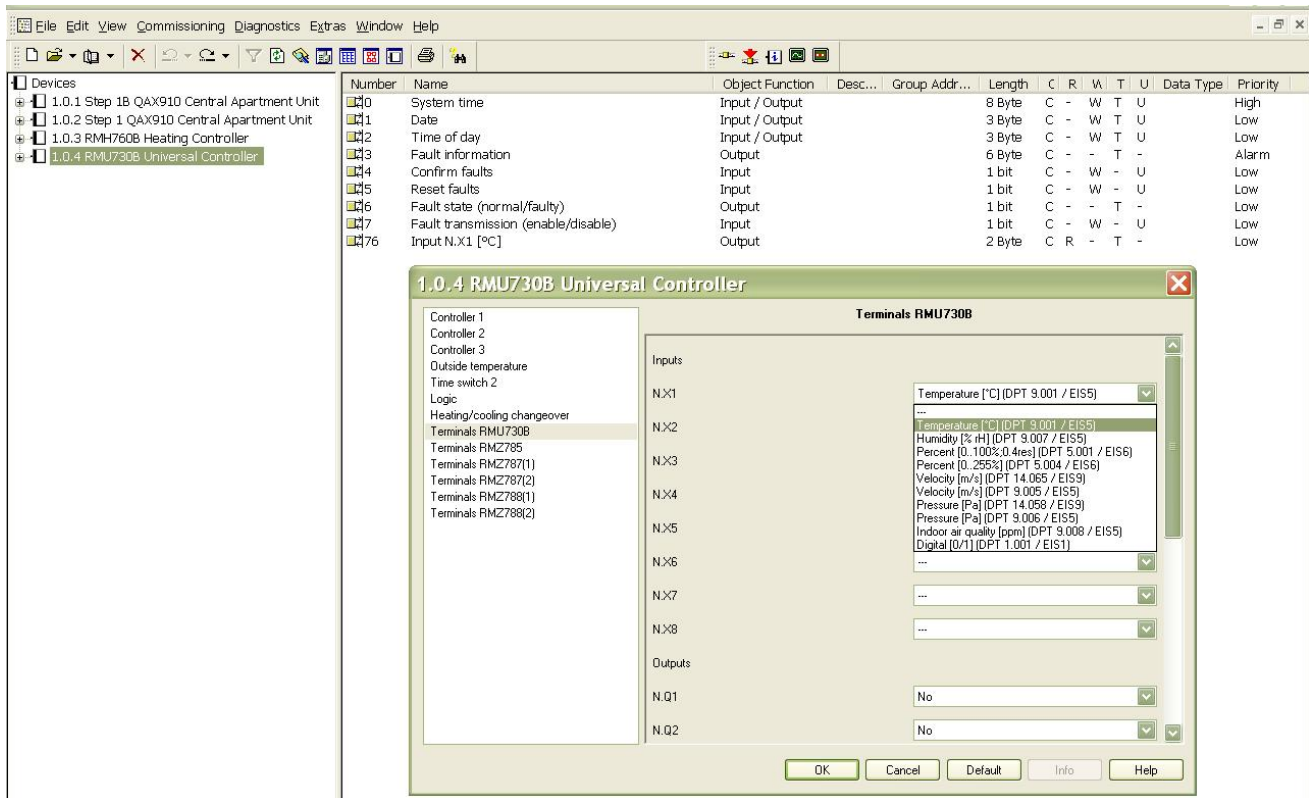 File Edit View Commissioning Diagnostics Extras Window Help
Devices
1.0.1 Step 1B QAX910 Central Apartment Unit
1.0.2 Step 1 QAX910 Central Apartment Unit
1.0.3 RMH760B Heating Controller
1.0.4 RMU730B Universal Controller
Number Name Object Function Desc... Group Addr... Length C R W T U Data Type Priority
0 System time Input / Output 8 Byte C - W T U High
1 Date Input / Output 3 Byte C - W T U Low
2 Time of day Input / Output 3 Byte C - W T U Low
3 Fault information Output 6 Byte C - - T - Alarm
4 Confirm faults Input 1 bit C - W - U Low
5 Reset faults Input 1 bit C - W - U Low
6 Fault state (normal/faulty) Output 1 bit C - - T - Low
7 Fault transmission (enable/disable) Input 1 bit C - W - U Low
76 Input N.X1 [ºC] Output 2 Byte C R - T - Low
1.0.4 RMU730B Universal Controller
Controller 1
Controller 2
Controller 3
Outside temperature
Time switch 2
Logic
Heating/cooling changeover
Terminals RMU730B
Terminals RMZ785
Terminals RMZ787(1)
Terminals RMZ787(2)
Terminals RMZ788(1)
Terminals RMZ788(2)
Terminals RMU730B
Inputs
N.X1 Temperature [°C] (DPT 9.001 / EIS5)
---
Temperature [°C] (DPT 9.001 / EIS5)
Humidity [% rH] (DPT 9.007 / EIS5)
Percent [0..100%;0.4res] (DPT 5.001 / EIS6)
Percent [0..255%] (DPT 5.004 / EIS6)
Velocity [m/s] (DPT 14.065 / EIS9)
Velocity [m/s] (DPT 9.005 / EIS5)
Pressure [Pa] (DPT 14.058 / EIS9)
Pressure [Pa] (DPT 9.006 / EIS5)
Indoor air quality [ppm] (DPT 9.008 / EIS5)
Digital [0/1] (DPT 1.001 / EIS1)
N.X2
N.X3
N.X4
N.X5
N.X6 ---
N.X7 ---
N.X8 ---
Outputs
N.Q1 No
N.Q2 No
OK Cancel Default Info Help